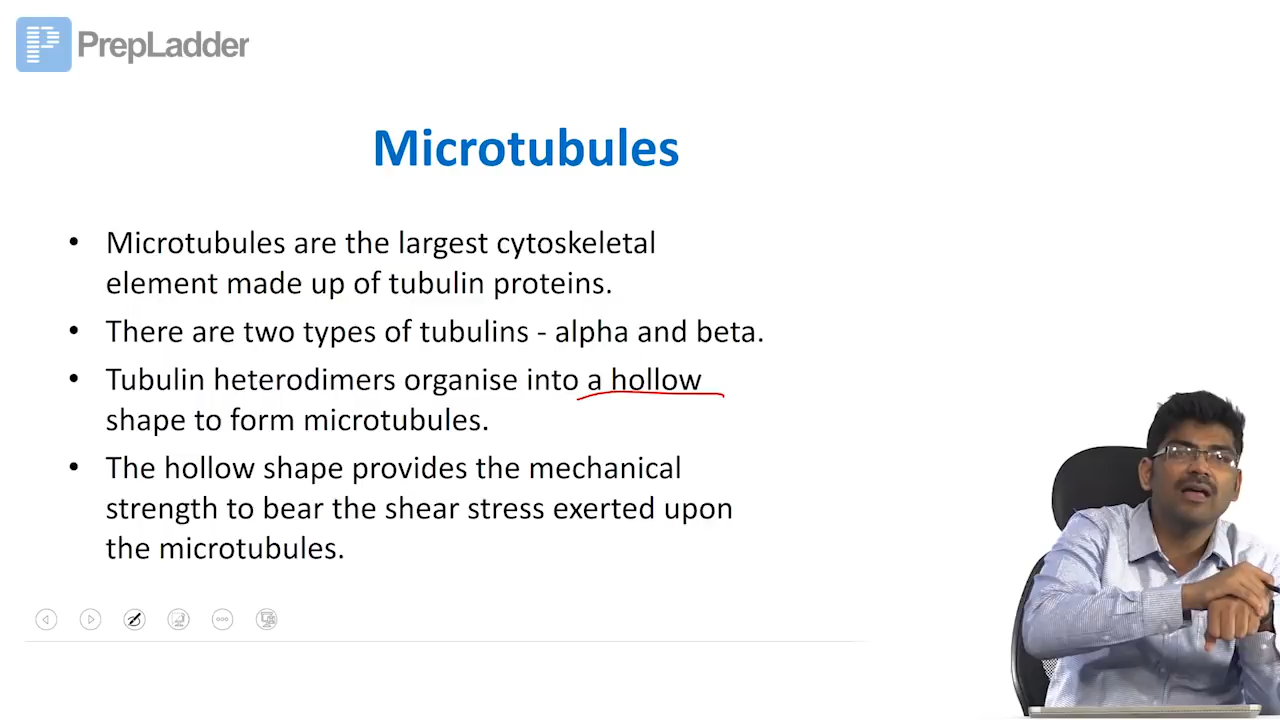 PrepLadder
Microtubules
• Microtubules are the largest cytoskeletal
element made up of tubulin proteins.
• There are two types of tubulins - alpha and beta.
• Tubulin heterodimers organise into a hollow
shape to form microtubules.
• The hollow shape provides the mechanical
strength to bear the shear stress exerted upon
the microtubules.